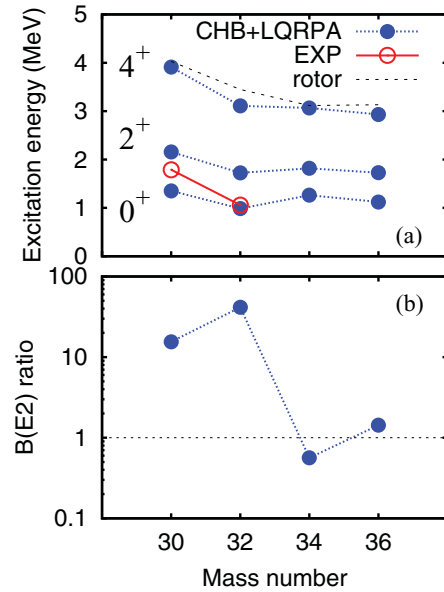 Excitation energy (MeV)
5
4
3
2
1
0
CHB+LQRPA
EXP
rotor
4+
2+
0+
(a)
B(E2) ratio
100
10
1
0.1
(b)
30 32 34 36
Mass number